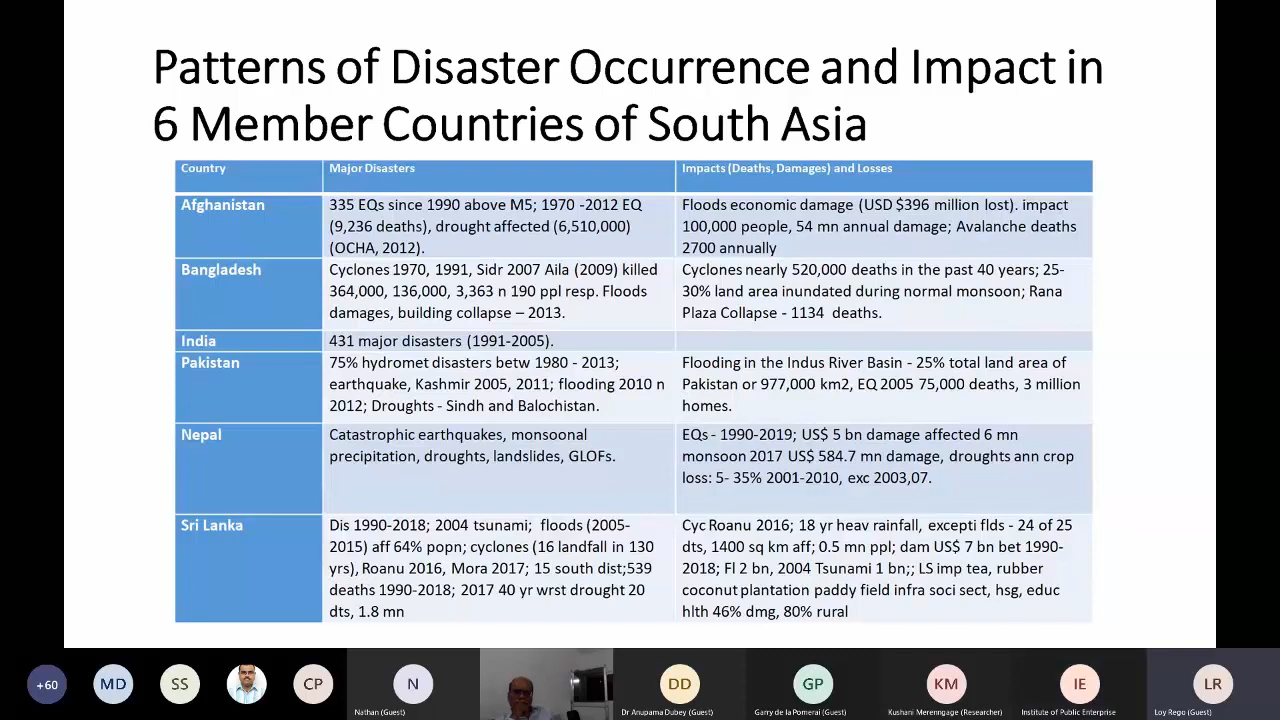 Patterns of Disaster Occurrence and Impact in
6 Member Countries of South Asia
Country
Major Disasters
Impacts (Deaths, Damages) and Losses
Afghanistan
335 EQs since 1990 above M5; 1970 -2012 EQ
(9,236 deaths), drought affected (6,510,000)
(OCHA, 2012).
Floods economic damage (USD $396 million lost). impact
100,000 people, 54 mn annual damage; Avalanche deaths
2700 annually
Bangladesh
Cyclones 1970, 1991, Sidr 2007 Aila (2009) killed
364,000, 136,000, 3,363 n 190 ppl resp. Floods
damages, building collapse – 2013.
Cyclones nearly 520,000 deaths in the past 40 years; 25-
30% land area inundated during normal monsoon; Rana
Plaza Collapse - 1134 deaths.
India
431 major disasters (1991-2005).
Pakistan
75% hydromet disasters betw 1980 - 2013;
earthquake, Kashmir 2005, 2011; flooding 2010 n
2012; Droughts - Sindh and Balochistan.
Flooding in the Indus River Basin - 25% total land area of
Pakistan or 977,000 km2, EQ 2005 75,000 deaths, 3 million
homes.
Nepal
Catastrophic earthquakes, monsoonal
precipitation, droughts, landslides, GLOFs.
EQs - 1990-2019; US$ 5 bn damage affected 6 mn
monsoon 2017 US$ 584.7 mn damage, droughts ann crop
loss: 5- 35% 2001-2010, exc 2003,07.
Sri Lanka
Dis 1990-2018; 2004 tsunami; floods (2005-
2015) aff 64% popn; cyclones (16 landfall in 130
yrs), Roanu 2016, Mora 2017; 15 south dist;539
deaths 1990-2018; 2017 40 yr wrst drought 20
dts, 1.8 mn
Cyc Roanu 2016; 18 yr heav rainfall, excepti flds - 24 of 25
dts, 1400 sq km aff; 0.5 mn ppl; dam US$ 7 bn bet 1990-
2018; Fl 2 bn, 2004 Tsunami 1 bn;; LS imp tea, rubber
coconut plantation paddy field infra soci sect, hsg, educ
hlth 46% dmg, 80% rural
+60
MD
SS
CP
N
DD
GP
KM
IE
LR
Nathan (Guest)
Dr Anupama Dubey (Guest)
Garry de la Pomerai (Guest)
Kushani Merenngage (Researcher)
Institute of Public Enterprise
Loy Rego (Guest)